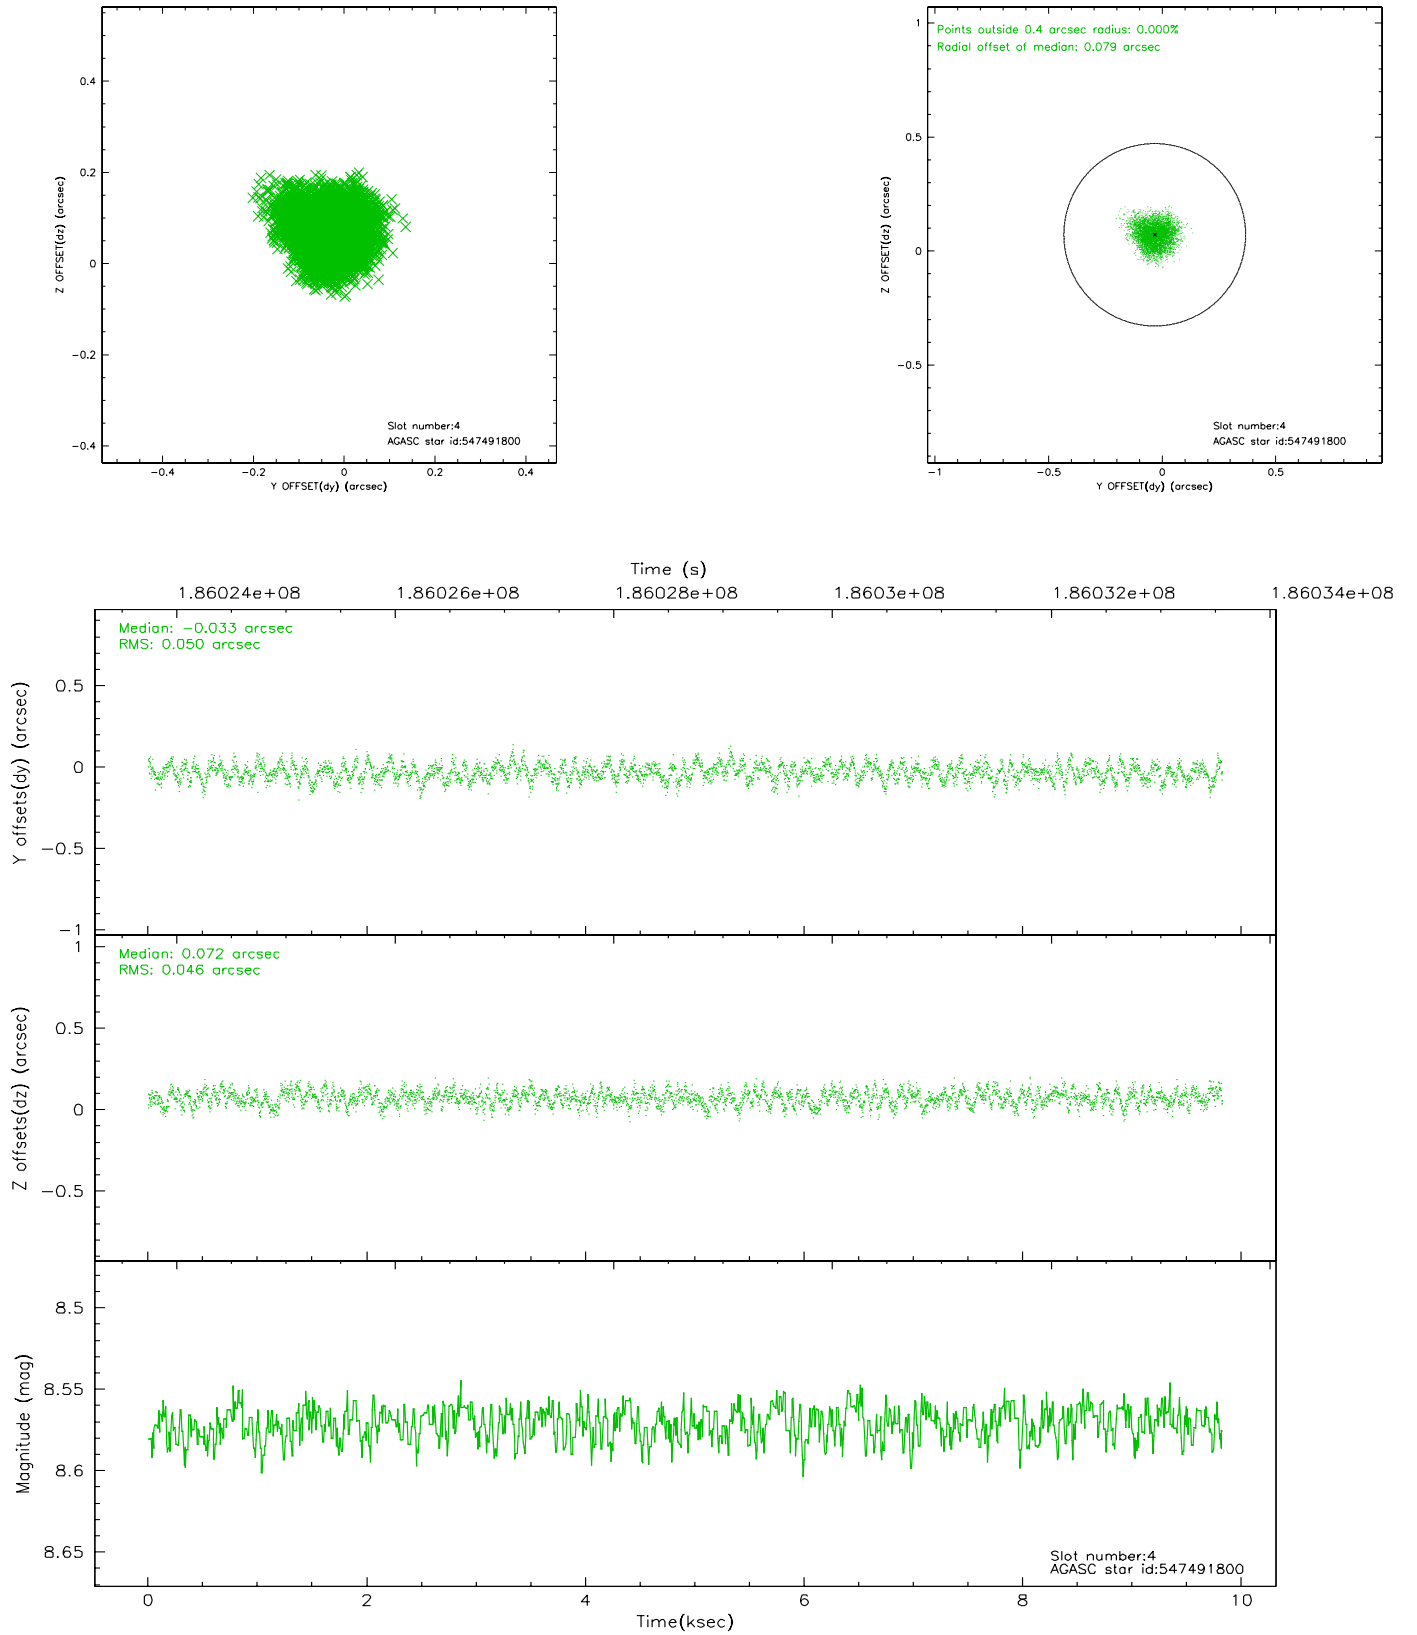 0.4
0.2
0
−0.2
−0.4
Z OFFSET(dz) (arcsec)
Slot number:4
AGASC star id:547491800
−0.4 −0.2 0 0.2 0.4
Y OFFSET(dy) (arcsec)
Points outside 0.4 arcsec radius: 0.000%
Radial offset of median: 0.079 arcsec
1
0.5
0
−0.5
Z OFFSET(dz) (arcsec)
Slot number:4
AGASC star id:547491800
−1 −0.5 0 0.5
Y OFFSET(dy) (arcsec)
Time (s)
1.86024e+08 1.86026e+08 1.86028e+08 1.8603e+08 1.86032e+08 1.86034e+08
Median: −0.033 arcsec
RMS: 0.050 arcsec
0.5
0
−0.5
−1
Y offsets(dy) (arcsec)
Median: 0.072 arcsec
RMS: 0.046 arcsec
1
0.5
0
−0.5
Z offsets(dz) (arcsec)
8.5
8.55
8.6
8.65
Magnitude (mag)
Slot number:4
AGASC star id:547491800
0 2 4 6 8 10
Time(ksec)